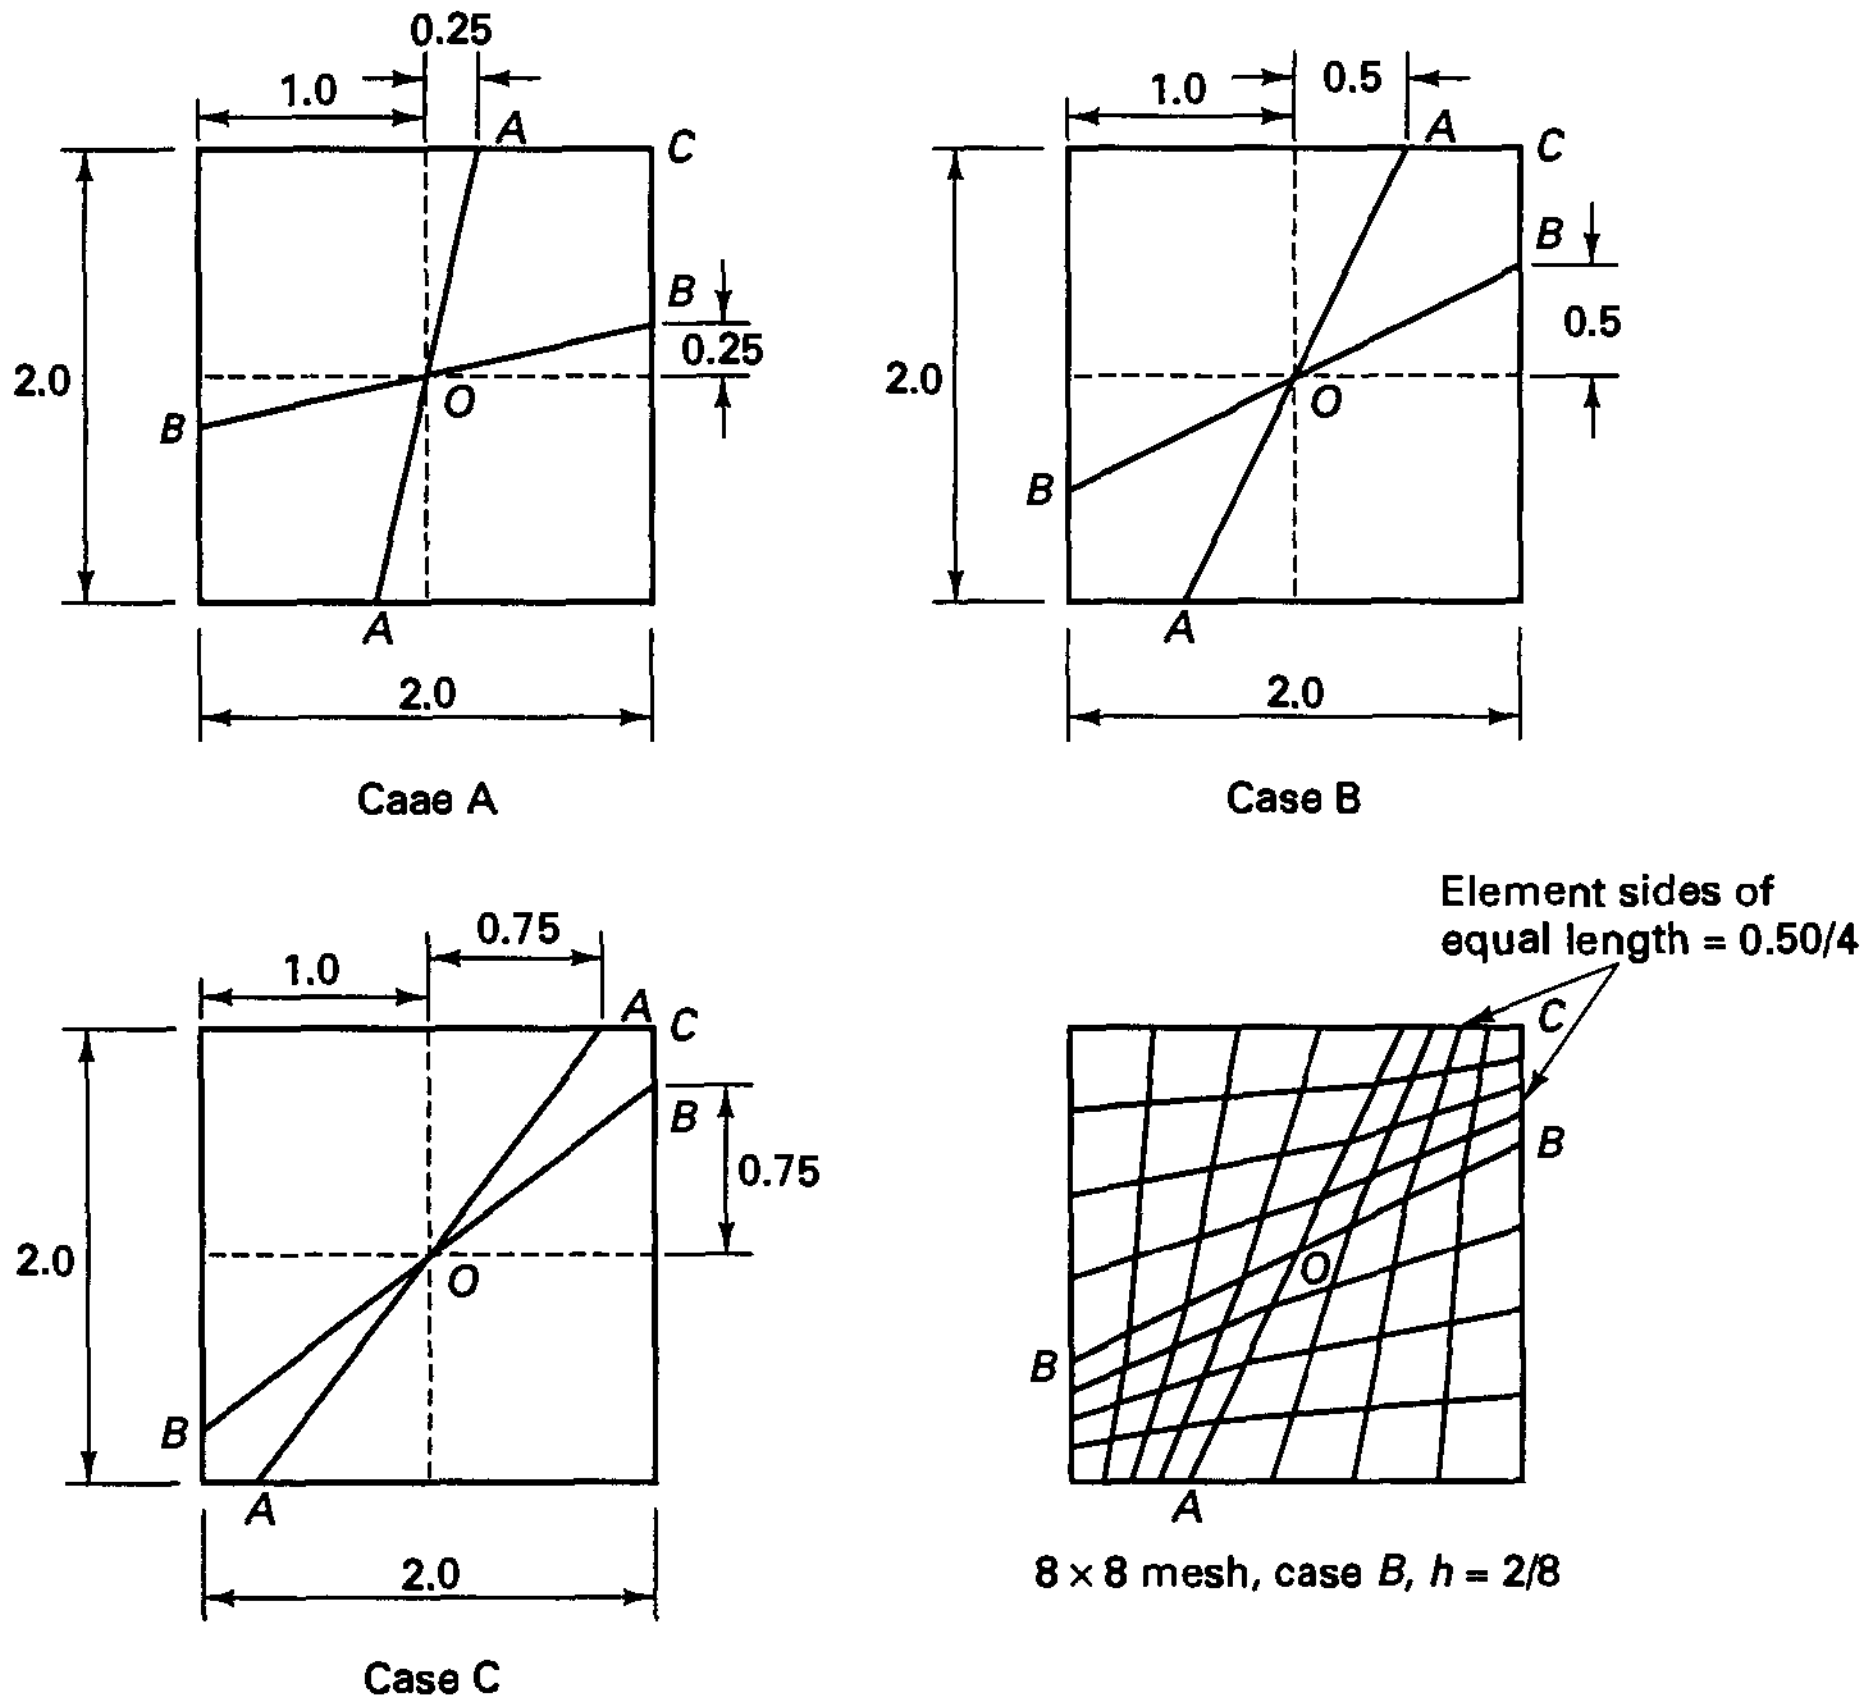 0.25
1.0
A
C
B
0.25
2.0
O
B
A
2.0
Caae A
1.0
0.5
A
C
B
0.5
2.0
O
B
A
2.0
Case B
0.75
1.0
A
C
B
0.75
2.0
O
B
A
2.0
Case C
Element sides of
equal length = 0.50/4
C
B
O
B
A
8 × 8 mesh, case B, h = 2/8